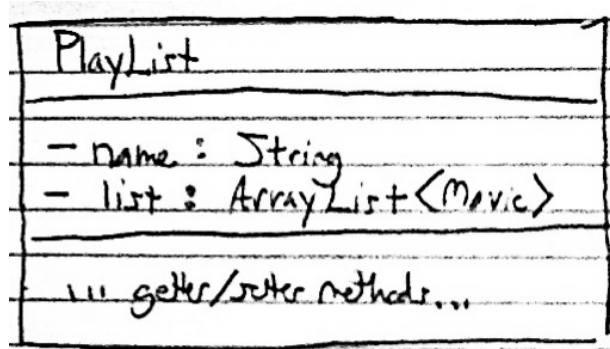 PlayList
- name : String
- list : ArrayList<Movie>
... getter/setter methods...